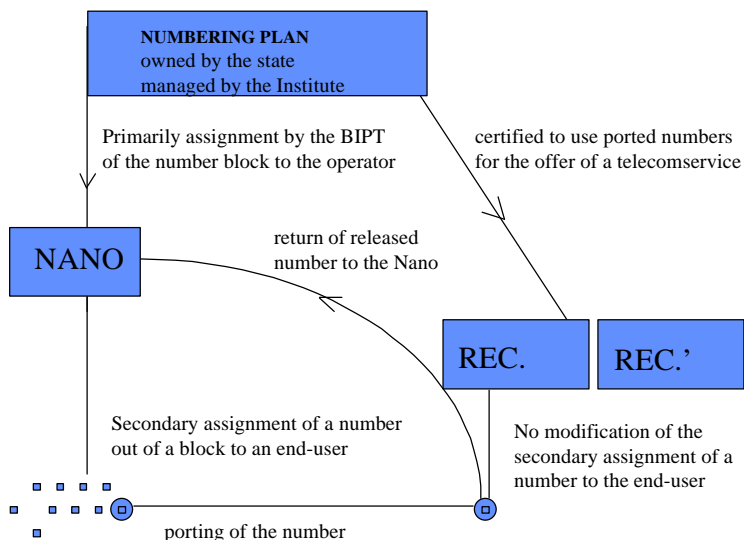 NUMBERING PLAN
owned by the state
managed by the Institute
Primarily assignment by the BIPT
of the number block to the operator
certified to use ported numbers
for the offer of a telecomservice
return of released
number to the Nano
NANO
REC.
REC.’
Secondary assignment of a number
out of a block to an end-user
No modification of the
secondary assignment of a
number to the end-user
porting of the number